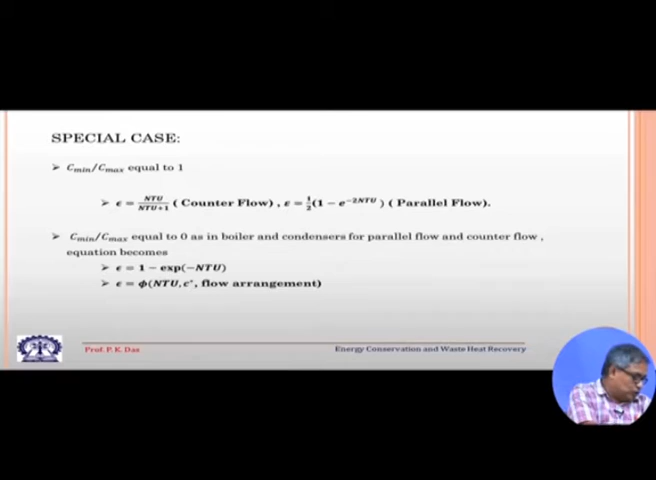 SPECIAL CASE:
➢ C_min/C_max equal to 1
➢ ϵ = NTU/(NTU+1) ( Counter Flow) , ε = 1/2 (1 − e^(−2NTU) ) ( Parallel Flow).
➢ C_min/C_max equal to 0 as in boiler and condensers for parallel flow and counter flow ,
equation becomes
➢ ϵ = 1 − exp(−NTU)
➢ ϵ = ϕ(NTU, c*, flow arrangement)
Prof. P. K. Das
Energy Conservation and Waste Heat Recovery